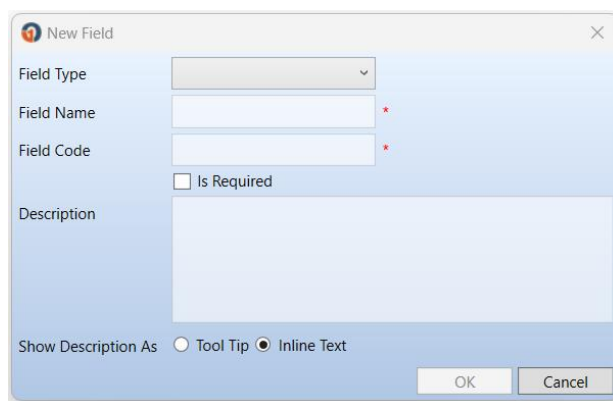 New Field
Field Type
Field Name *
Field Code *
Is Required
Description
Show Description As Tool Tip Inline Text
OK Cancel